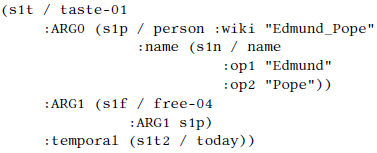 (s1t / taste-01
:ARG0 (s1p / person :wiki "Edmund_Pope"
:name (s1n / name
:op1 "Edmund"
:op2 "Pope"))
:ARG1 (s1f / free-04
:ARG1 s1p)
:temporal (s1t2 / today))